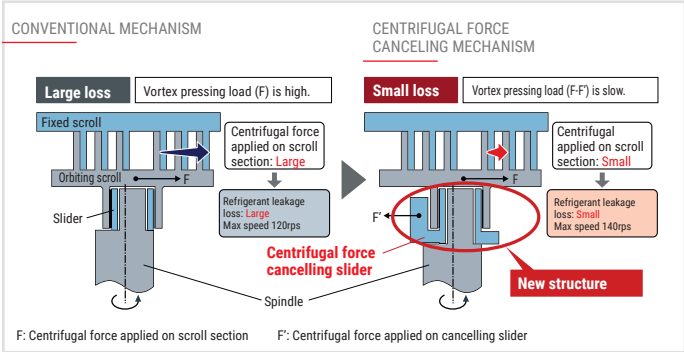 CONVENTIONAL MECHANISM
CENTRIFUGAL FORCE
CANCELING MECHANISM
Large loss
Vortex pressing load (F) is high.
Small loss
Vortex pressing load (F-F’) is slow.
Fixed scroll
Centrifugal force
applied on scroll
section: Large
Orbiting scroll
F
Slider
Refrigerant leakage
loss: Large
Max speed 120rps
Centrifugal
applied on scroll
section: Small
F
F’
Refrigerant leakage
loss: Small
Max speed 140rps
Centrifugal force
cancelling slider
New structure
Spindle
F: Centrifugal force applied on scroll section
F’: Centrifugal force applied on cancelling slider